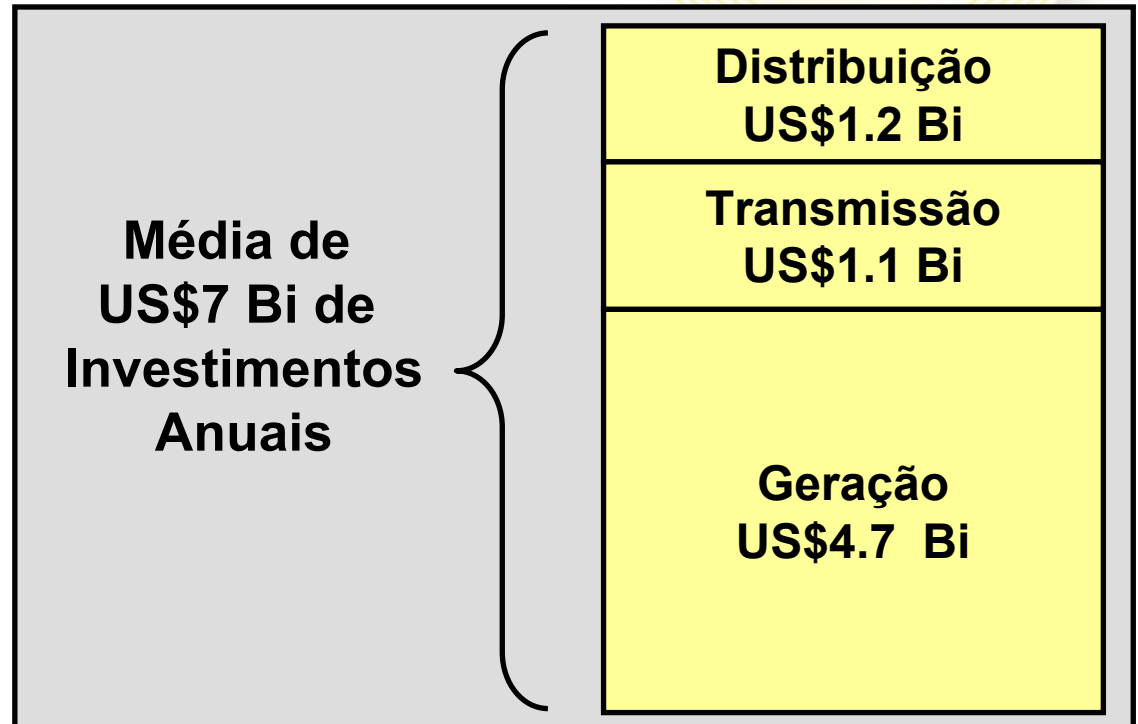 Média de
US$7 Bi de
Investimentos
Anuais
Distribuição
US$1.2 Bi
Transmissão
US$1.1 Bi
Geração
US$4.7 Bi